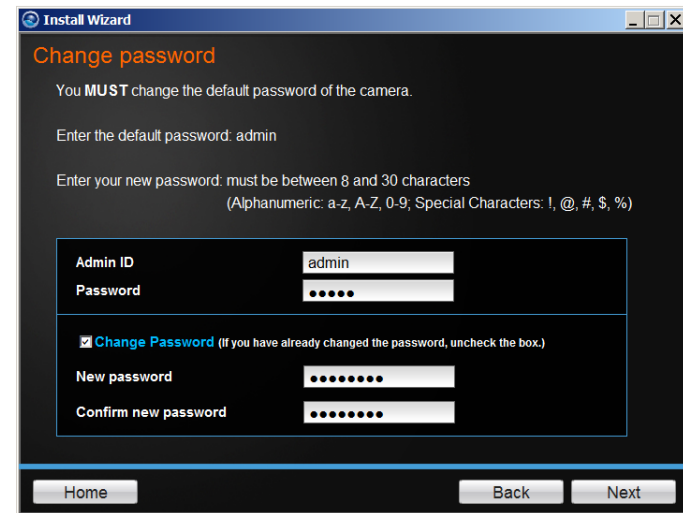 Install Wizard
Change password
You MUST change the default password of the camera.
Enter the default password: admin
Enter your new password: must be between 8 and 30 characters
(Alphanumeric: a-z, A-Z, 0-9; Special Characters: !, @, #, $, %)
Admin ID admin
Password ●●●●●
Change Password (If you have already changed the password, uncheck the box.)
New password ●●●●●●●●
Confirm new password ●●●●●●●●
Home Back Next